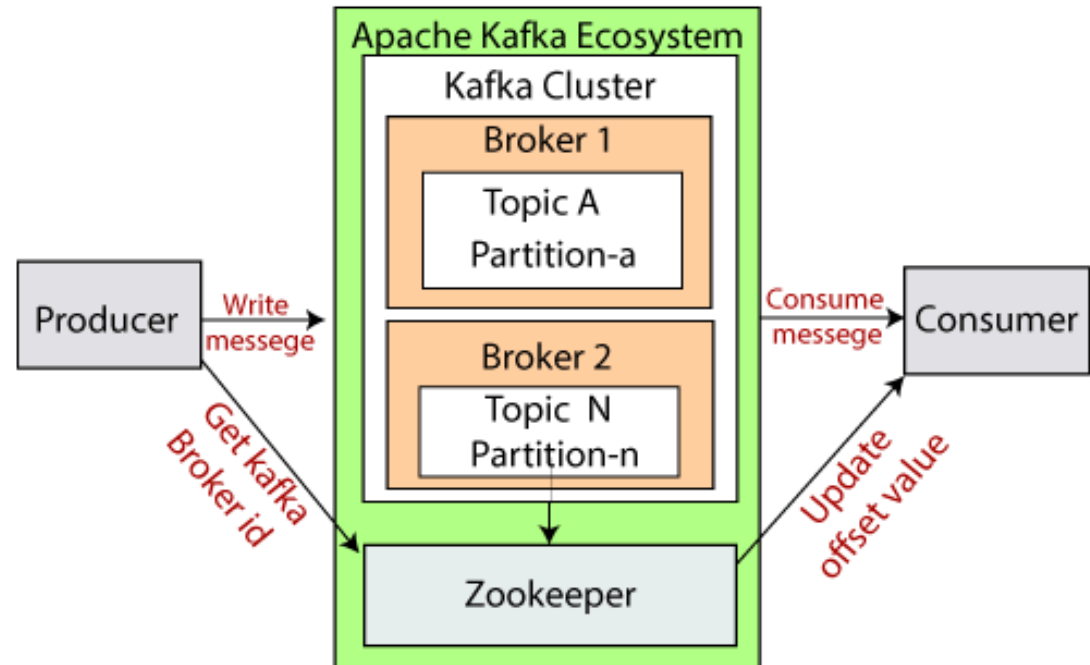 Apache Kafka Ecosystem
Kafka Cluster
Broker 1
Topic A
Partition-a
Producer
Write
messege
Consume
messege
Consumer
Broker 2
Topic N
Partition-n
Get kafka
Broker id
Update
offset value
Zookeeper